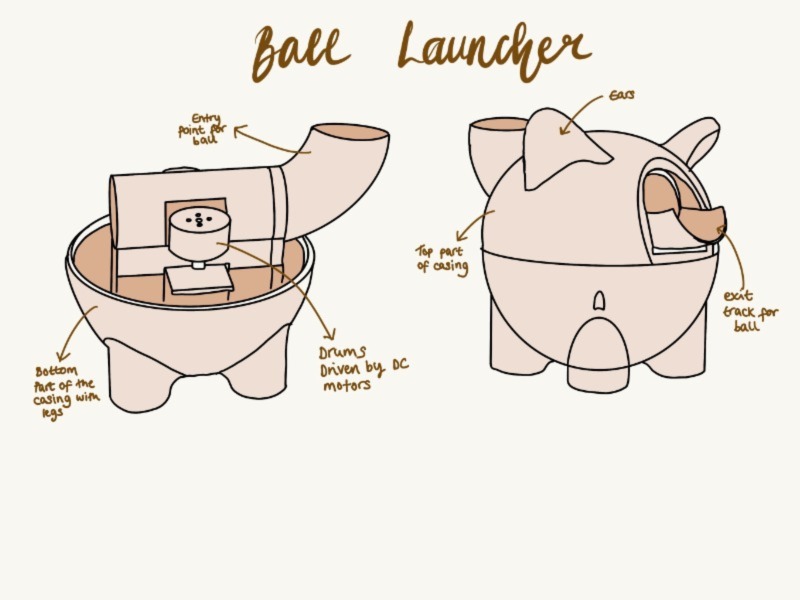 Ball Launcher
Entry
point for
ball
Ears
Top part
of casing
exit
track for
ball
Drums
Driven by DC
motors
Bottom
Part of the
casing with
legs